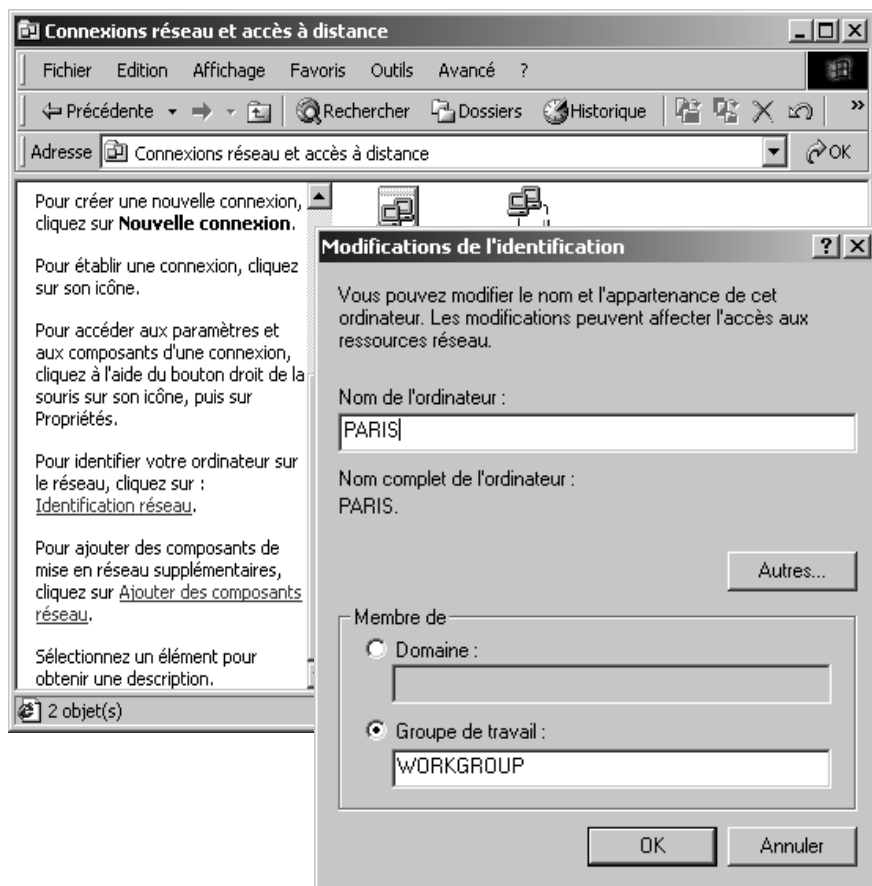 Connexions réseau et accès à distance
Fichier Edition Affichage Favoris Outils Avancé ?
Précédente Rechercher Dossiers Historique »
Adresse Connexions réseau et accès à distance OK
Pour créer une nouvelle connexion,
cliquez sur Nouvelle connexion.
Pour établir une connexion, cliquez
sur son icône.
Pour accéder aux paramètres et
aux composants d'une connexion,
cliquez à l'aide du bouton droit de la
souris sur son icône, puis sur
Propriétés.
Pour identifier votre ordinateur sur
le réseau, cliquez sur :
Identification réseau.
Pour ajouter des composants de
mise en réseau supplémentaires,
cliquez sur Ajouter des composants
réseau.
Sélectionnez un élément pour
obtenir une description.
2 objet(s)
Modifications de l'identification
Vous pouvez modifier le nom et l'appartenance de cet
ordinateur. Les modifications peuvent affecter l'accès aux
ressources réseau.
Nom de l'ordinateur :
PARIS
Nom complet de l'ordinateur :
PARIS.
Autres...
Membre de
Domaine :
Groupe de travail :
WORKGROUP
OK Annuler